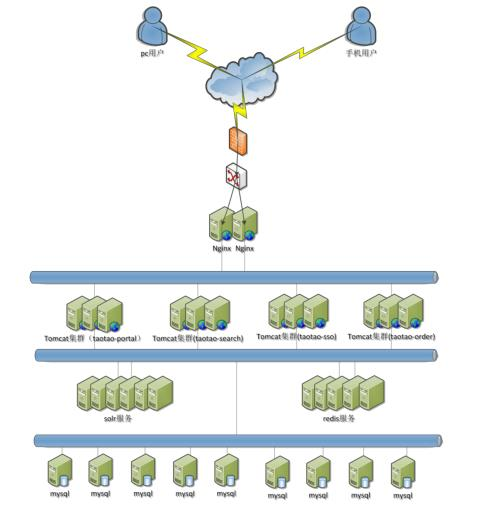 pc用户 手机用户
Nginx Nginx
Tomcat集群（taotao-portal） Tomcat集群(taotao-search) Tomcat集群(taotao-sso) Tomcat集群(taotao-order)
solr服务 redis服务
mysql mysql mysql mysql mysql mysql mysql mysql mysql